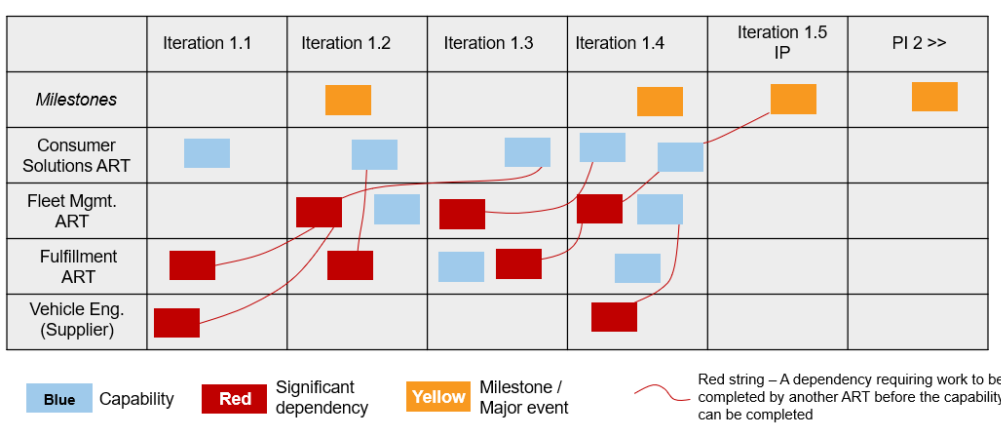 Iteration 1.1
Iteration 1.2
Iteration 1.3
Iteration 1.4
Iteration 1.5
IP
PI 2 >>
Milestones
Consumer
Solutions ART
Fleet Mgmt.
ART
Fulfillment
ART
Vehicle Eng.
(Supplier)
Blue
Capability
Red
Significant
dependency
Yellow
Milestone /
Major event
Red string – A dependency requiring work to be
completed by another ART before the capability
can be completed